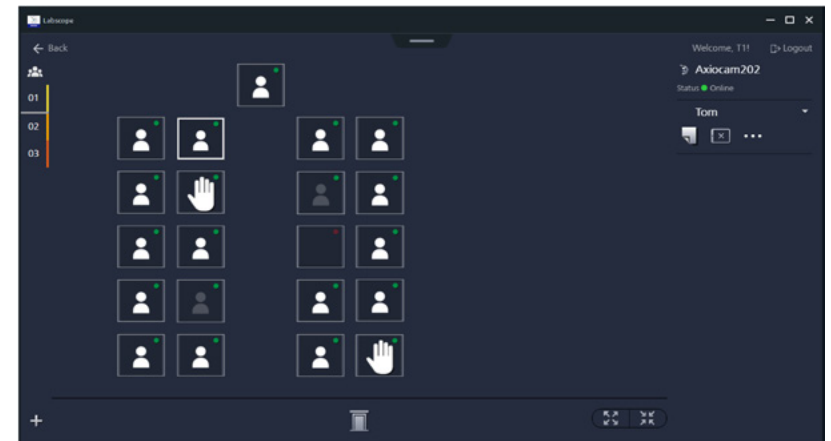 Labscope
Back
Welcome, T1!
Logout
Axiocam202
Status Online
01
Tom
02
03